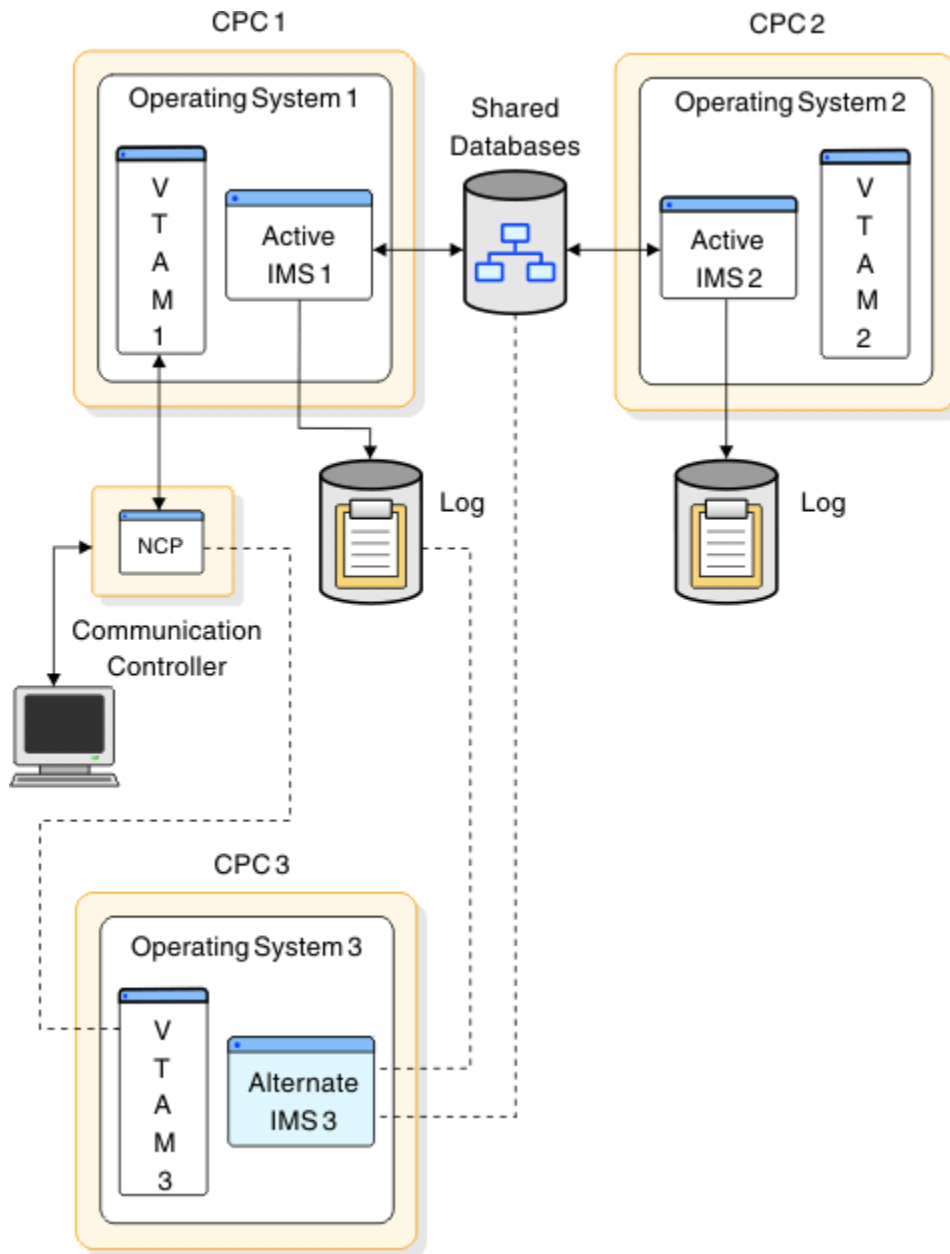 CPC 1
CPC 2
Operating System 1
V
T
A
M
1
Active
IMS 1
Shared
Databases
Operating System 2
Active
IMS 2
V
T
A
M
2
NCP
Log
Log
Communication
Controller
CPC 3
Operating System 3
V
T
A
M
3
Alternate
IMS 3